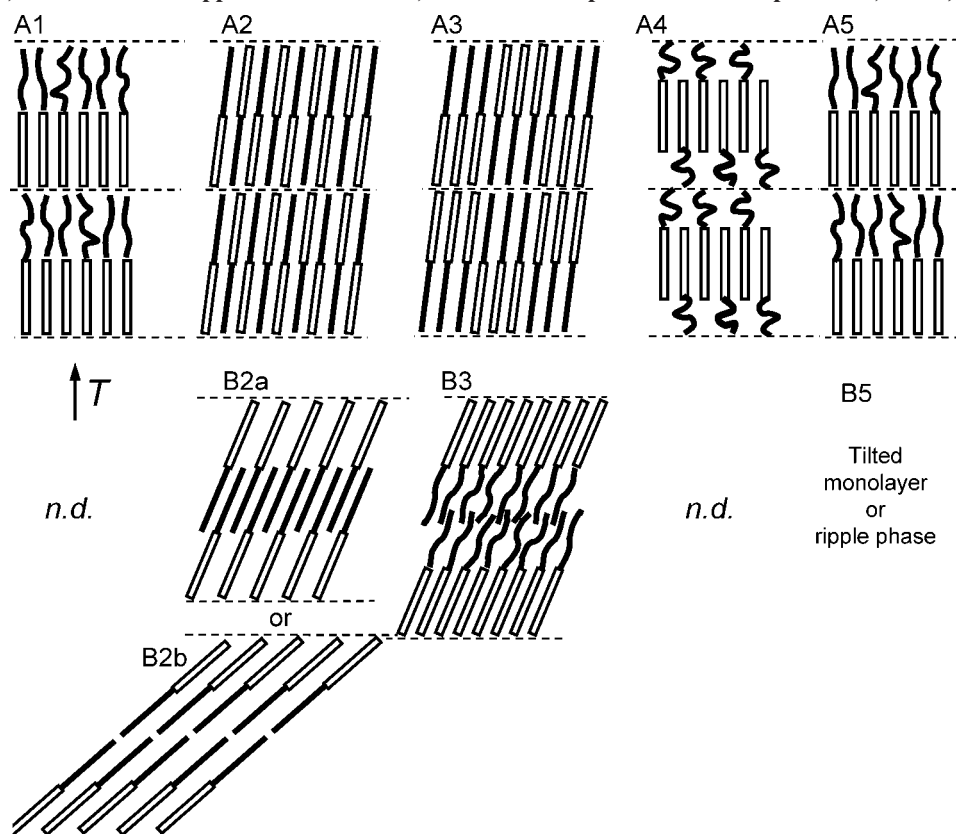 A1 A2 A3 A4 A5
T B2a B3 B5
n.d. n.d. Tilted
monolayer
or
ripple phase
or
B2b